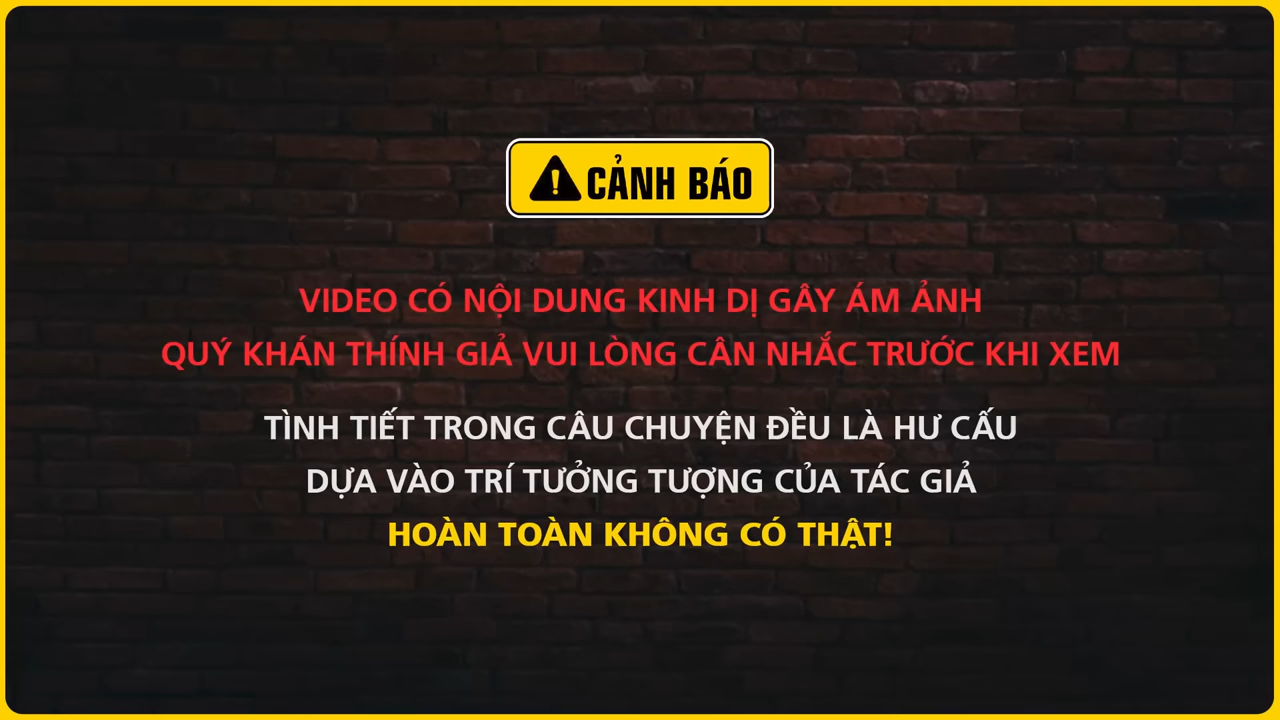 CẢNH BÁO
VIDEO CÓ NỘI DUNG KINH DỊ GÂY ÁM ẢNH
QUÝ KHÁN THÍNH GIẢ VUI LÒNG CÂN NHẮC TRƯỚC KHI XEM
TÌNH TIẾT TRONG CÂU CHUYỆN ĐỀU LÀ HƯ CẤU
DỰA VÀO TRÍ TƯỞNG TƯỢNG CỦA TÁC GIẢ
HOÀN TOÀN KHÔNG CÓ THẬT!